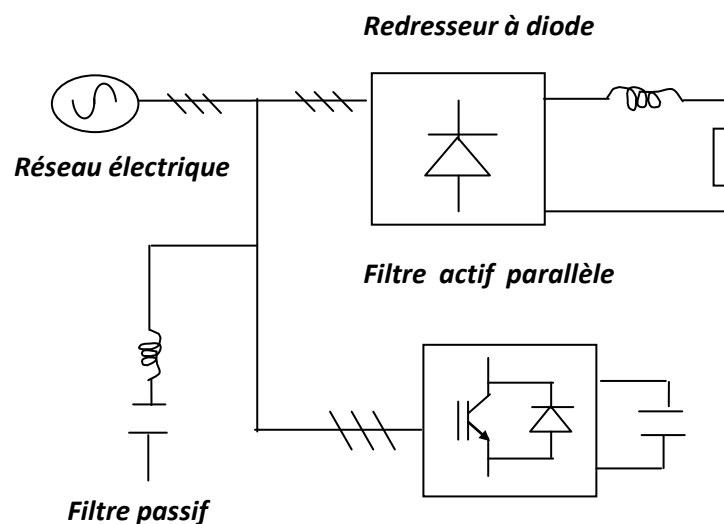 Redresseur à diode
Réseau électrique
Filtre actif parallèle
Filtre passif